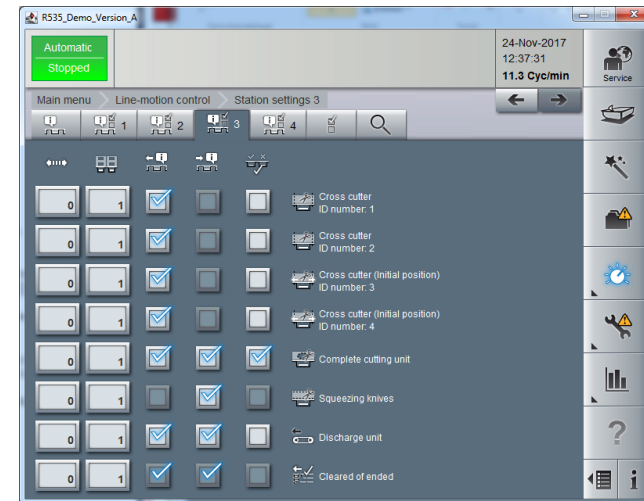 R535_Demo_Version_A
Automatic
Stopped
24-Nov-2017
12:37:31
11.3 Cyc/min
Service
Main menu
Line-motion control
Station settings 3
1
2
3
4
0 1 Cross cutter
ID number: 1
0 1 Cross cutter
ID number: 2
0 1 Cross cutter (Initial position)
ID number: 3
0 1 Cross cutter (Initial position)
ID number: 4
0 1 Complete cutting unit
0 1 Squeezing knives
0 1 Discharge unit
0 1 Cleared of ended
?
i